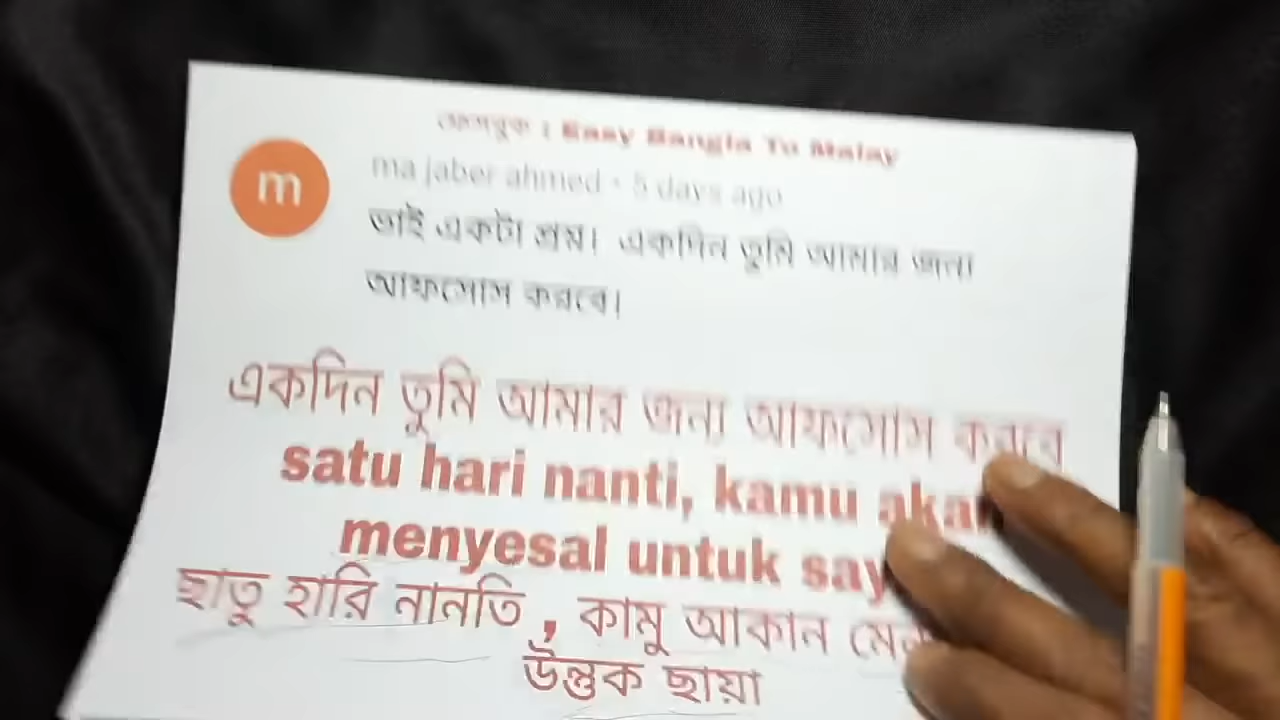 ফেসবুক : Easy Bangla To Malay
m
ma jaber ahmed • 5 days ago
ভাই একটা প্রশ্ন। একদিন তুমি আমার জন্য
আফসোস করবে।
একদিন তুমি আমার জন্য আফসোস করবে
satu hari nanti, kamu akan
menyesal untuk say
ছাতু হারি নানতি , কামু আকান
উন্তুক ছায়া